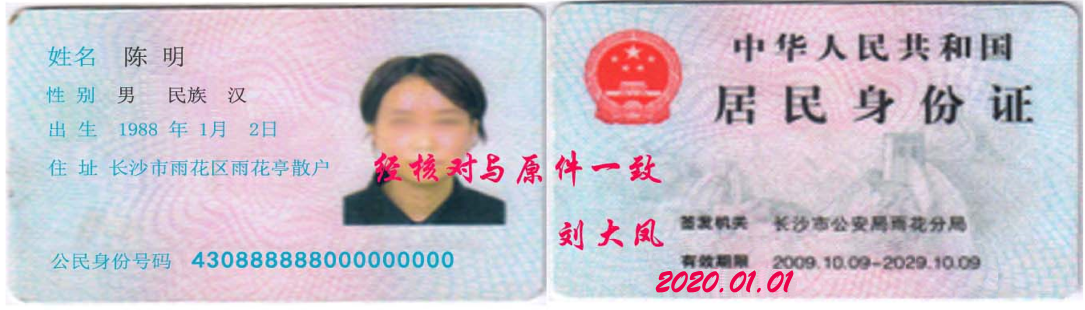 姓名 陈 明
性 别 男 民族 汉
出 生 1988 年 1月 2日
住 址 长沙市雨花区雨花亭散户
公民身份号码 430888888000000000
中华人民共和国
居民身份证
经核对与原件一致
刘大凤
签发机关 长沙市公安局雨花分局
有效期限 2009.10.09-2029.10.09
2020.01.01